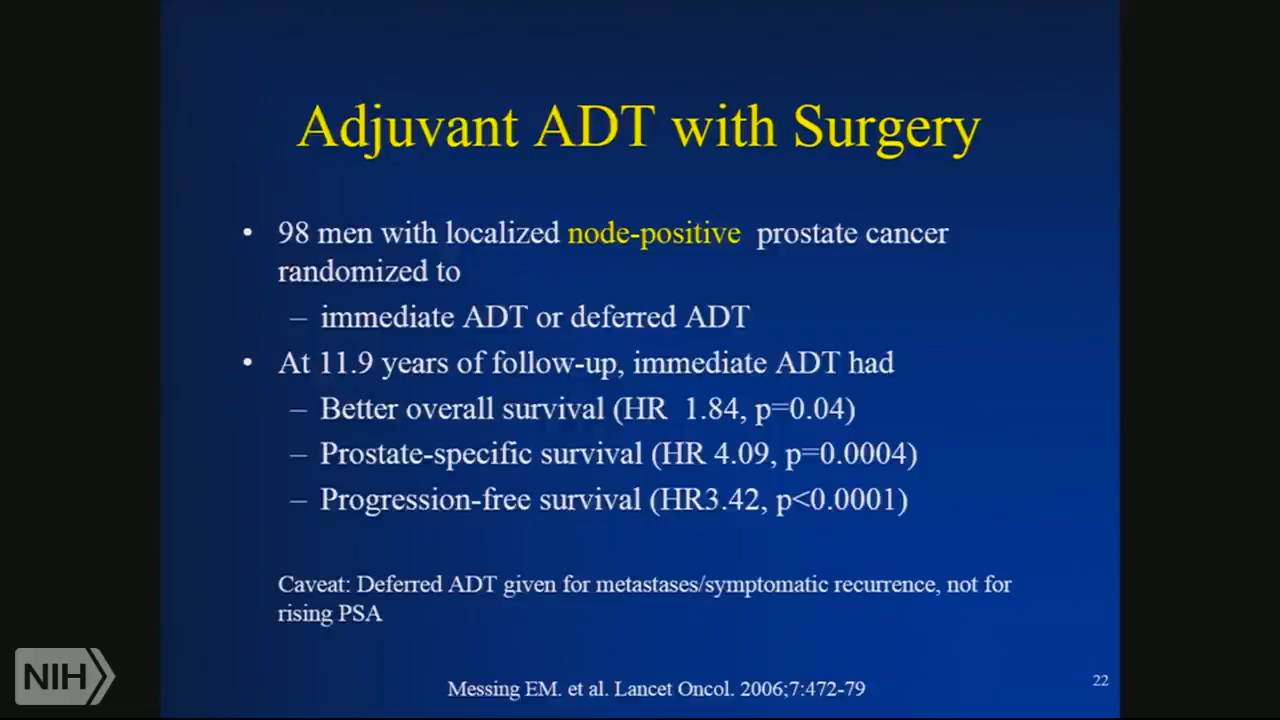 Adjuvant ADT with Surgery
• 98 men with localized node-positive prostate cancer
randomized to
– immediate ADT or deferred ADT
• At 11.9 years of follow-up, immediate ADT had
– Better overall survival (HR 1.84, p=0.04)
– Prostate-specific survival (HR 4.09, p=0.0004)
– Progression-free survival (HR3.42, p<0.0001)
Caveat: Deferred ADT given for metastases/symptomatic recurrence, not for
rising PSA
NIH
Messing EM. et al. Lancet Oncol. 2006;7:472-79
22